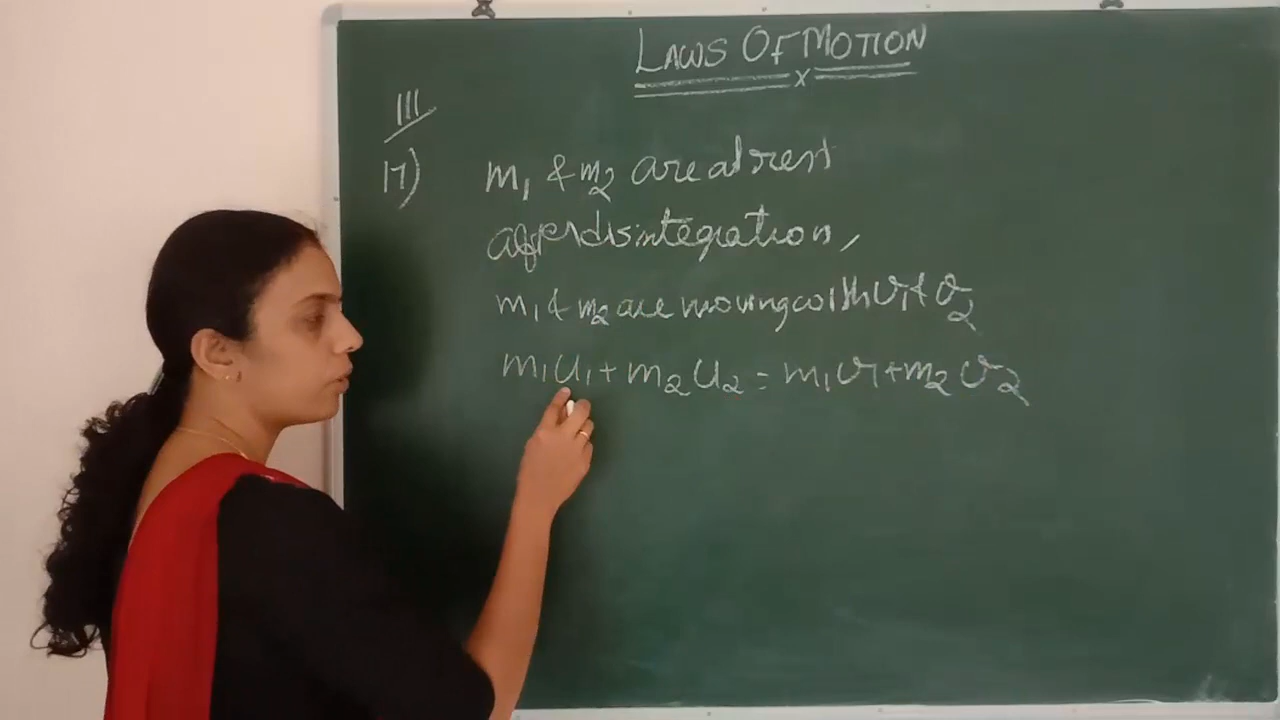 LAWS OF MOTION
x
III
17) m₁ & m₂ are at rest
after disintegration,
m₁ & m₂ are moving with v₁ & v₂
m₁u₁ + m₂u₂ = m₁v₁ + m₂v₂